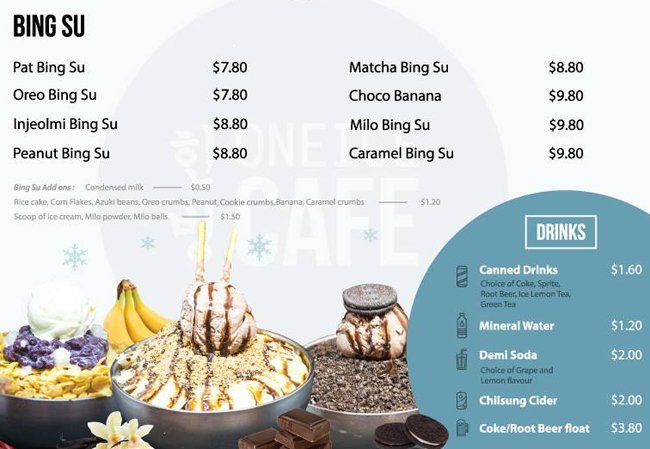 BING SU
Pat Bing Su $7.80
Oreo Bing Su $7.80
Injeolmi Bing Su $8.80
Peanut Bing Su $8.80
Matcha Bing Su $8.80
Choco Banana $9.80
Milo Bing Su $9.80
Caramel Bing Su $9.80
Bing Su Add ons : Condensed milk $0.50
Rice cake, Corn Flakes, Azuki beans, Oreo crumbs, Peanut, Cookie crumbs, Banana, Caramel crumbs $1.20
Scoop of ice cream, Milo powder, Milo balls $1.50
ONE
CAFE
DRINKS
Canned Drinks $1.60
Choice of Coke, Sprite,
Root Beer, Ice Lemon Tea,
Green Tea
Mineral Water $1.20
Demi Soda $2.00
Choice of Grape and
Lemon flavour
Chilsung Cider $2.00
Coke/Root Beer float $3.80